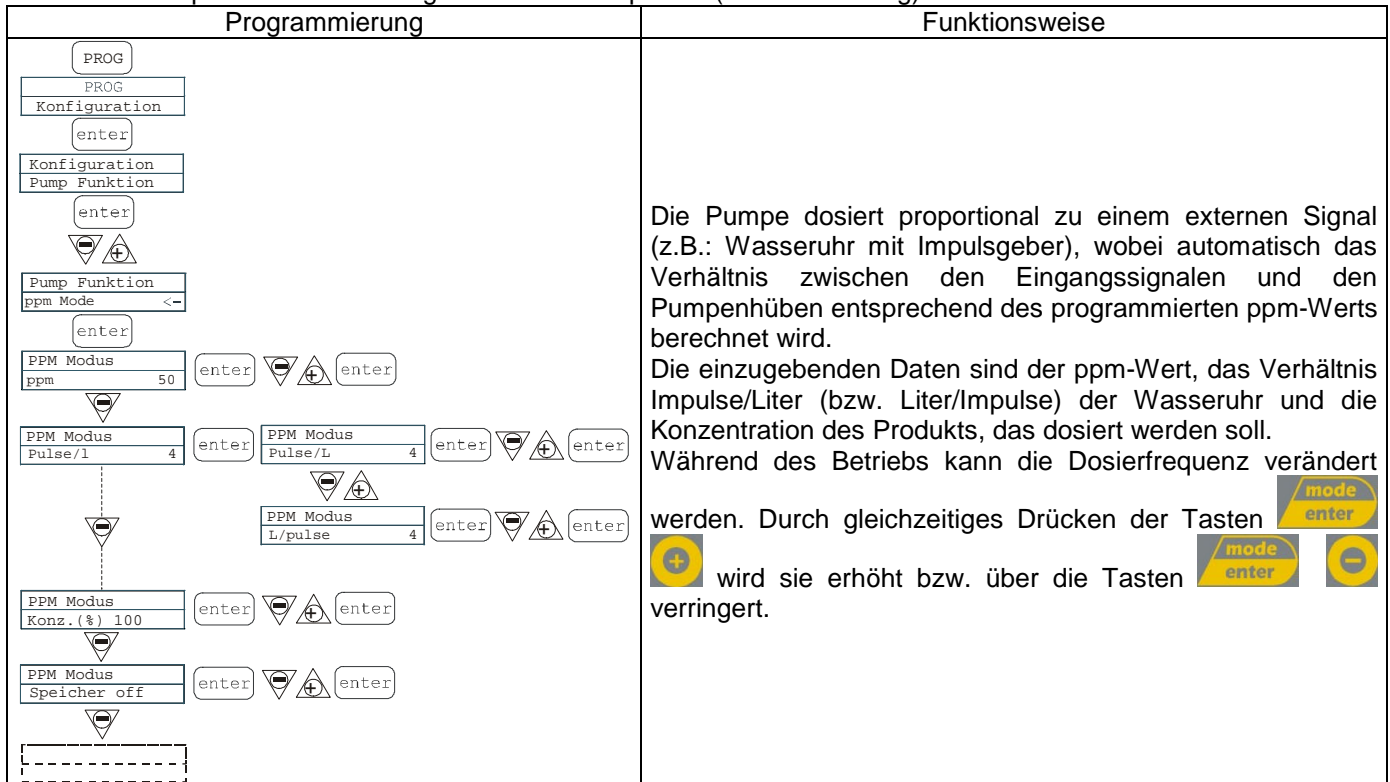 Programmierung
Funktionsweise
PROG
PROG
Konfiguration
enter
Konfiguration
Pump Funktion
enter
Pump Funktion
ppm Mode <-
enter
PPM Modus
ppm 50
enter enter
PPM Modus
Pulse/l 4
enter
PPM Modus
Pulse/L 4
enter enter
PPM Modus
L/pulse 4
enter enter
PPM Modus
Konz.(%) 100
enter enter
PPM Modus
Speicher off
enter enter
Die Pumpe dosiert proportional zu einem externen Signal
(z.B.: Wasseruhr mit Impulsgeber), wobei automatisch das
Verhältnis zwischen den Eingangssignalen und den
Pumpenhüben entsprechend des programmierten ppm-Werts
berechnet wird.
Die einzugebenden Daten sind der ppm-Wert, das Verhältnis
Impulse/Liter (bzw. Liter/Impulse) der Wasseruhr und die
Konzentration des Produkts, das dosiert werden soll.
Während des Betriebs kann die Dosierfrequenz verändert
werden. Durch gleichzeitiges Drücken der Tasten mode enter
+ wird sie erhöht bzw. über die Tasten mode enter -
verringert.